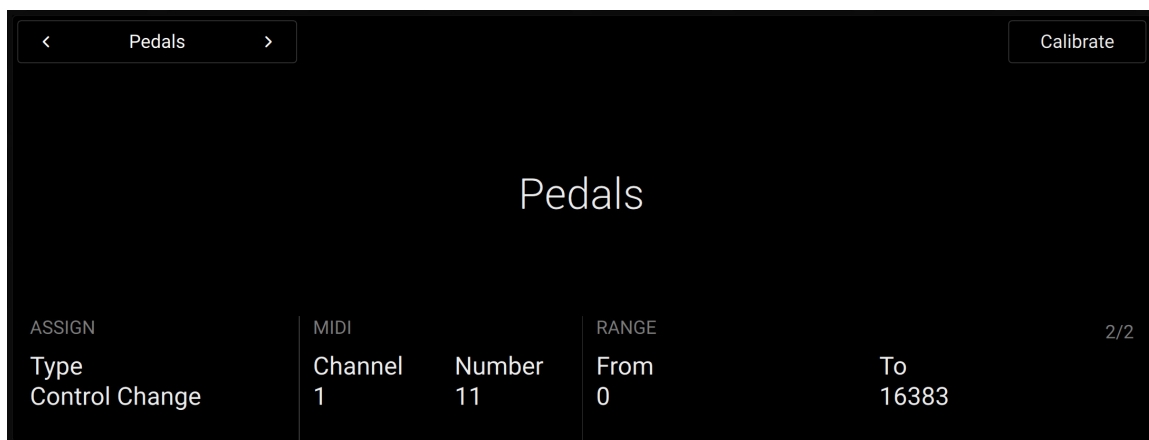 < Pedals >
Calibrate
Pedals
ASSIGN
Type
Control Change
MIDI
Channel Number
1 11
RANGE
From To
0 16383
2/2